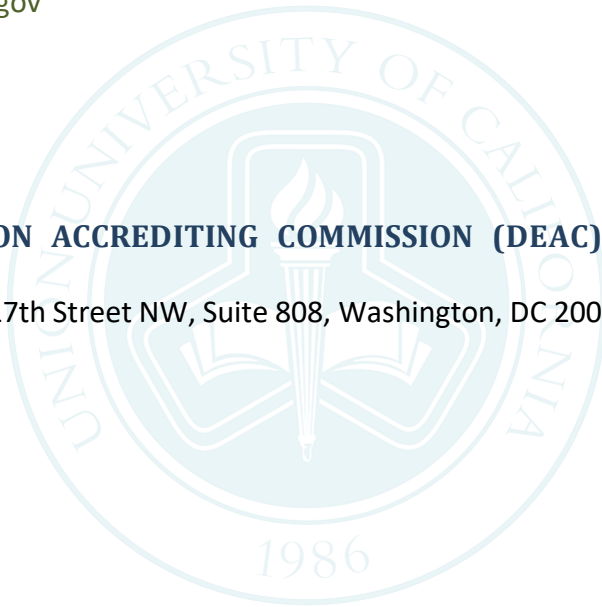 gov
ON ACCREDITING COMMISSION (DEAC)
7th Street NW, Suite 808, Washington, DC 200
UNION UNIVERSITY OF CALIFORNIA
1986